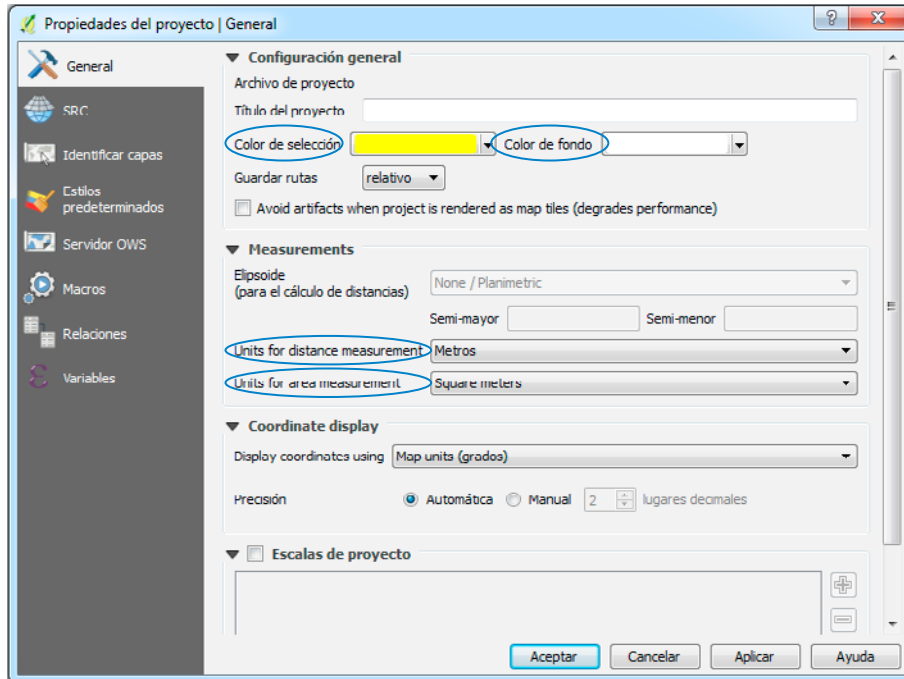 Propiedades del proyecto | General
General
SRC
Identificar capas
Estilos
predeterminados
Servidor OWS
Macros
Relaciones
Variables
Configuración general
Archivo de proyecto
Título del proyecto
Color de selección
Color de fondo
Guardar rutas relativo
Avoid artifacts when project is rendered as map tiles (degrades performance)
Measurements
Elipsoide
(para el cálculo de distancias) None / Planimetric
Semi-mayor Semi-menor
Units for distance measurement Metros
Units for area measurement Square meters
Coordinate display
Display coordinates using Map units (grados)
Precisión Automática Manual 2 lugares decimales
Escalas de proyecto
Aceptar Cancelar Aplicar Ayuda